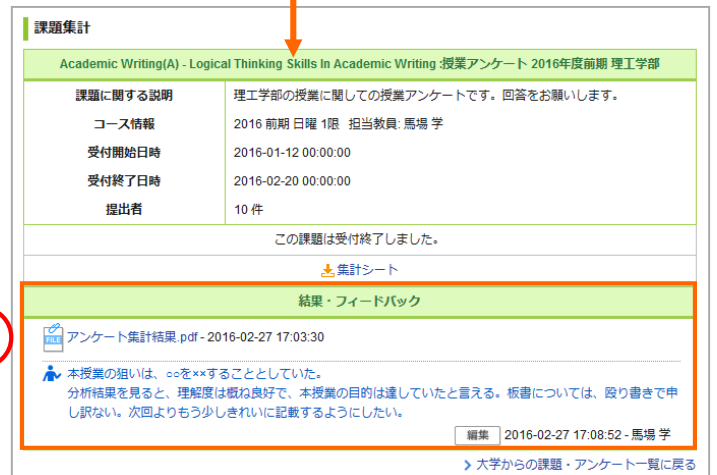 課題集計
Academic Writing(A) - Logical Thinking Skills In Academic Writing :授業アンケート 2016年度前期 理工学部
課題に関する説明 理工学部の授業に関しての授業アンケートです。回答をお願いします。
コース情報 2016 前期 日曜 1限 担当教員: 馬場 学
受付開始日時 2016-01-12 00:00:00
受付終了日時 2016-02-20 00:00:00
提出者 10 件
この課題は受付終了しました。
集計シート
結果・フィードバック
FILE アンケート集計結果.pdf - 2016-02-27 17:03:30
本授業の狙いは、○○を××することとしていた。
分析結果を見ると、理解度は概ね良好で、本授業の目的は達していたと言える。板書については、殴り書きで申
し訳ない。次回よりもう少しきれいに記載するようにしたい。
編集 2016-02-27 17:08:52 - 馬場 学
大学からの課題・アンケート一覧に戻る